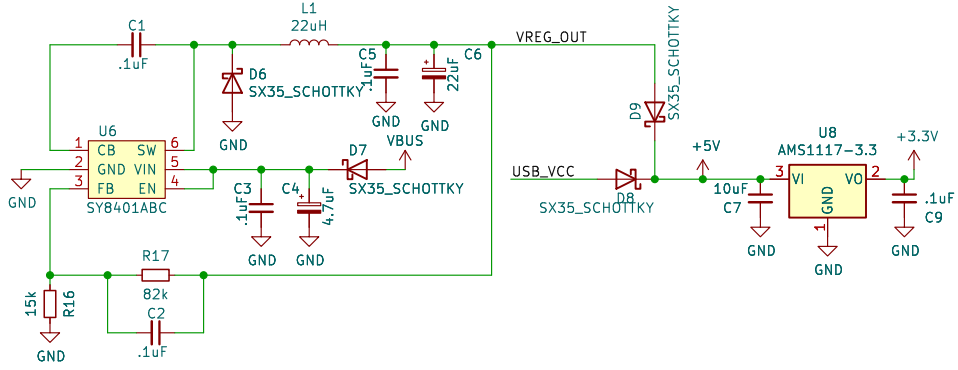 L1
22uH
C1
.1uF
D6
SX35_SCHOTTKY
GND
C5
.1uF
GND
C6
22uF
GND
VREG_OUT
D9
SX35_SCHOTTKY
U6
1 CB SW 6
2 GND VIN 5
3 FB EN 4
SY8401ABC
GND
D7
SX35_SCHOTTKY
VBUS
C3
.1uF
GND
C4
4.7uF
GND
USB_VCC
D8
SX35_SCHOTTKY
+5V
10uF
C7
GND
U8
AMS1117-3.3
3 VI VO 2
GND
1
GND
+3.3V
.1uF
C9
GND
R17
82k
C2
.1uF
15k
R16
GND